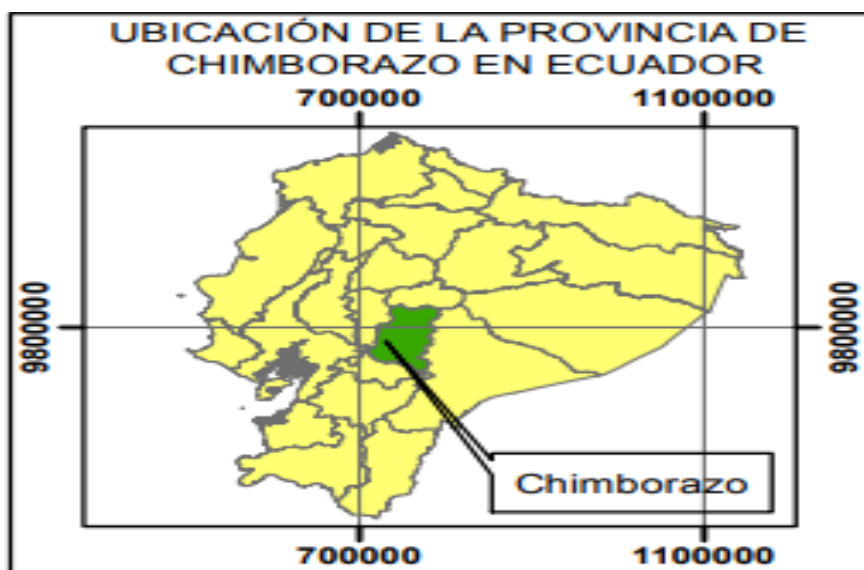 UBICACIÓN DE LA PROVINCIA DE
CHIMBORAZO EN ECUADOR
700000 1100000
9800000 9800000
Chimborazo
700000 1100000